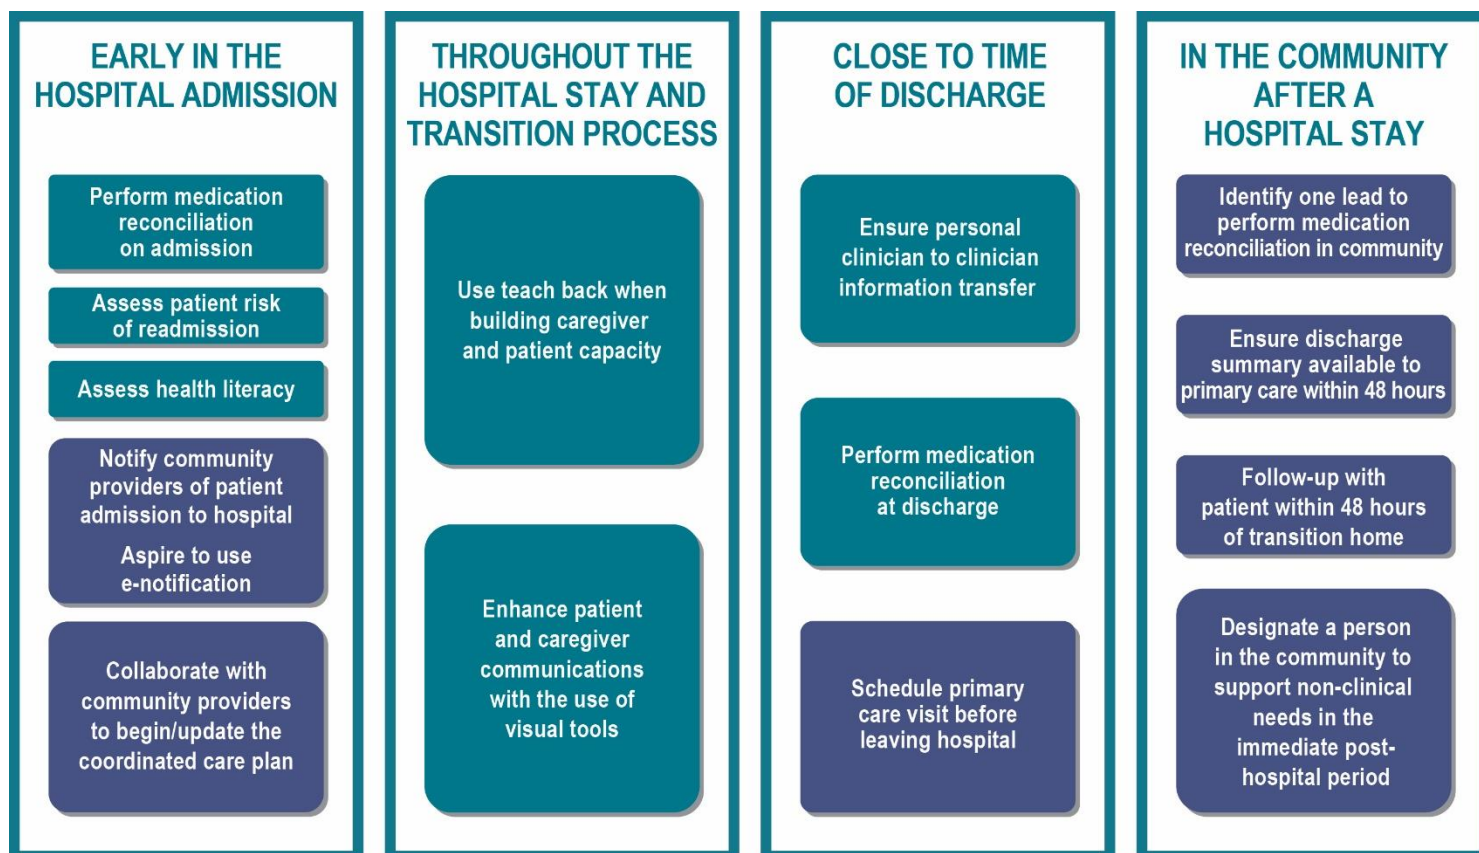 EARLY IN THE
HOSPITAL ADMISSION
Perform medication
reconciliation
on admission
Assess patient risk
of readmission
Assess health literacy
Notify community
providers of patient
admission to hospital
Aspire to use
e-notification
Collaborate with
community providers
to begin/update the
coordinated care plan
THROUGHOUT THE
HOSPITAL STAY AND
TRANSITION PROCESS
Use teach back when
building caregiver
and patient capacity
Enhance patient
and caregiver
communications
with the use of
visual tools
CLOSE TO TIME
OF DISCHARGE
Ensure personal
clinician to clinician
information transfer
Perform medication
reconciliation
at discharge
Schedule primary
care visit before
leaving hospital
IN THE COMMUNITY
AFTER A
HOSPITAL STAY
Identify one lead to
perform medication
reconciliation in community
Ensure discharge
summary available to
primary care within 48 hours
Follow-up with
patient within 48 hours
of transition home
Designate a person
in the community to
support non-clinical
needs in the
immediate post-
hospital period